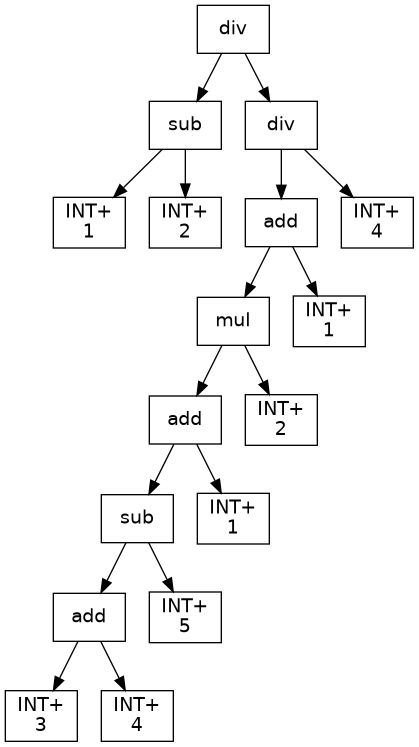 div
sub
div
INT+
1
INT+
2
add
INT+
4
mul
INT+
1
add
INT+
2
sub
INT+
1
add
INT+
5
INT+
3
INT+
4